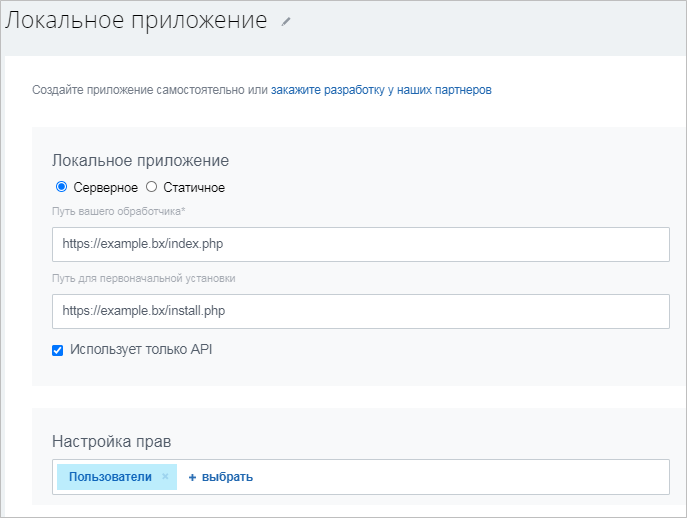 Локальное приложение
Создайте приложение самостоятельно или закажите разработку у наших партнеров
Локальное приложение
Серверное Статичное
Путь вашего обработчика*
https://example.bx/index.php
Путь для первоначальной установки
https://example.bx/install.php
Использует только API
Настройка прав
Пользователи × + выбрать